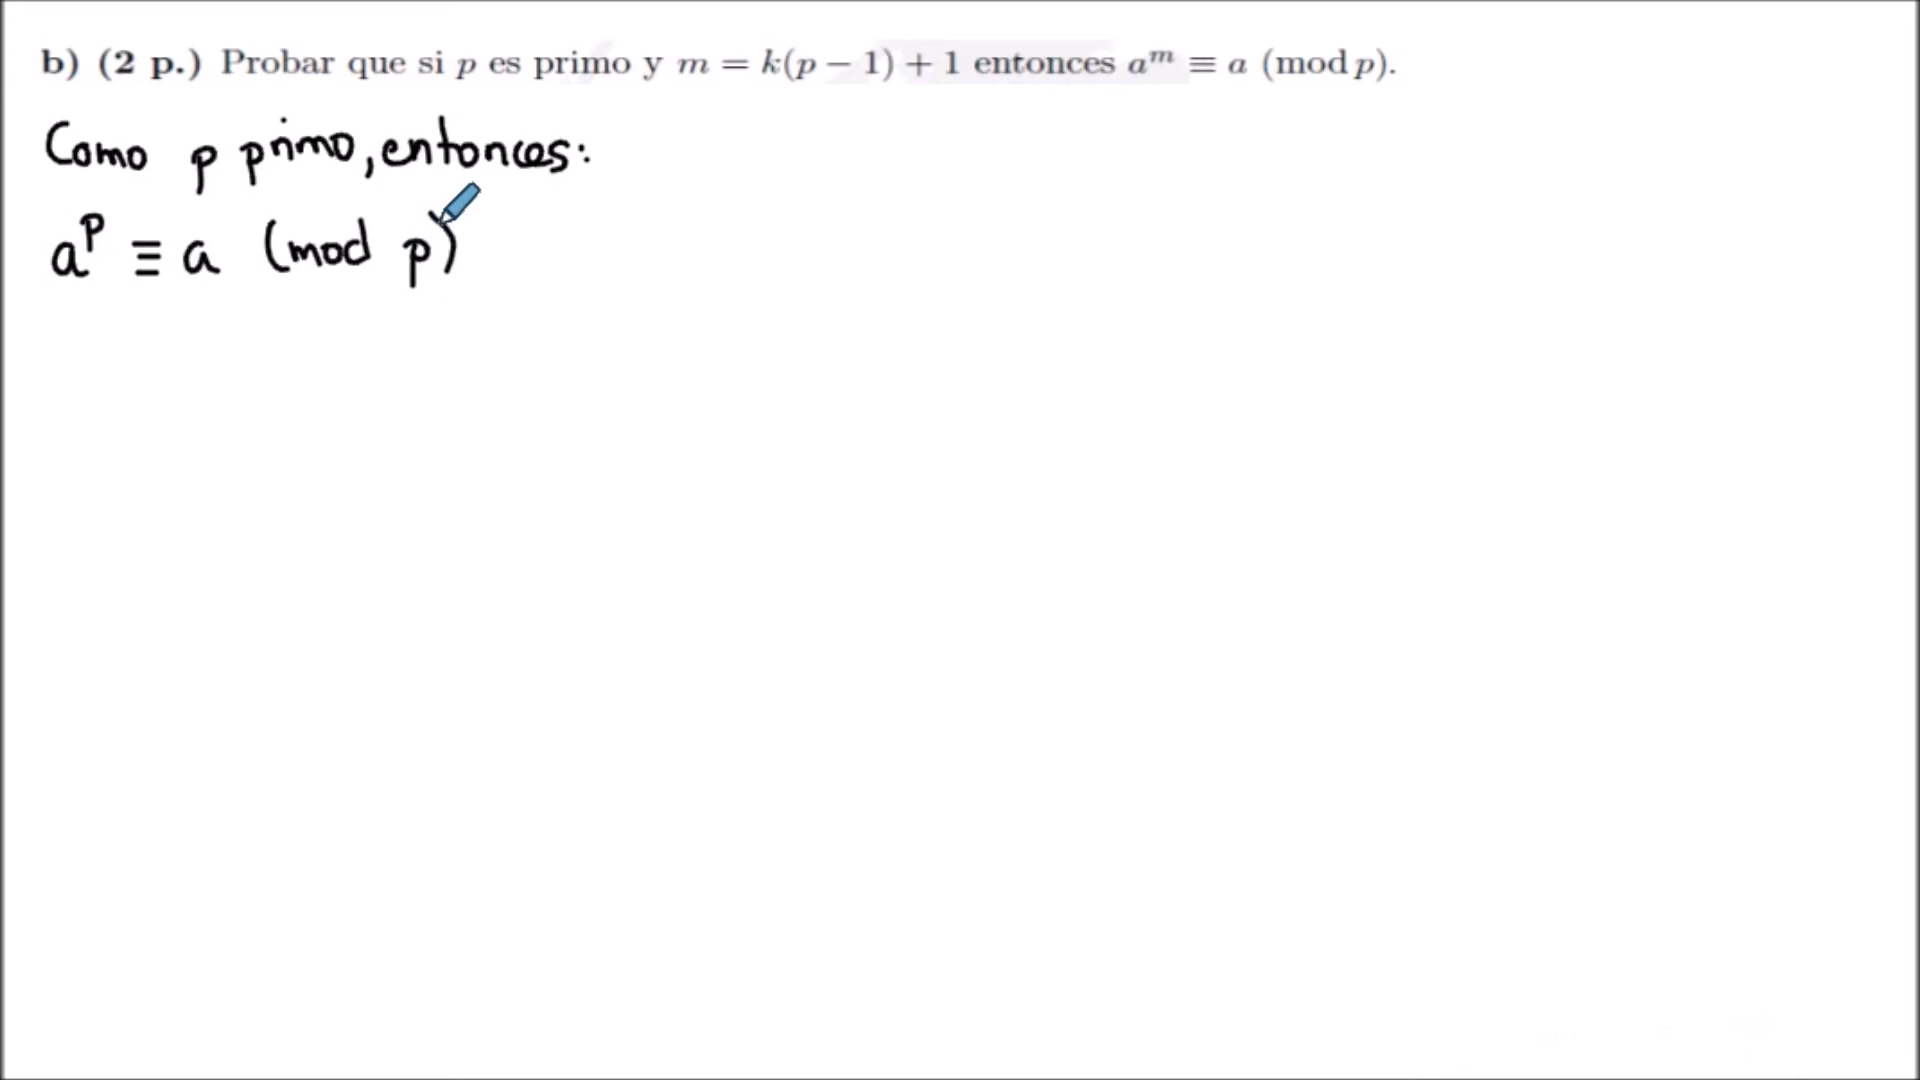 b) (2 p.) Probar que si p es primo y m = k(p − 1) + 1 entonces a^m ≡ a (mod p).
Como p primo, entonces:
a^p ≡ a (mod p)